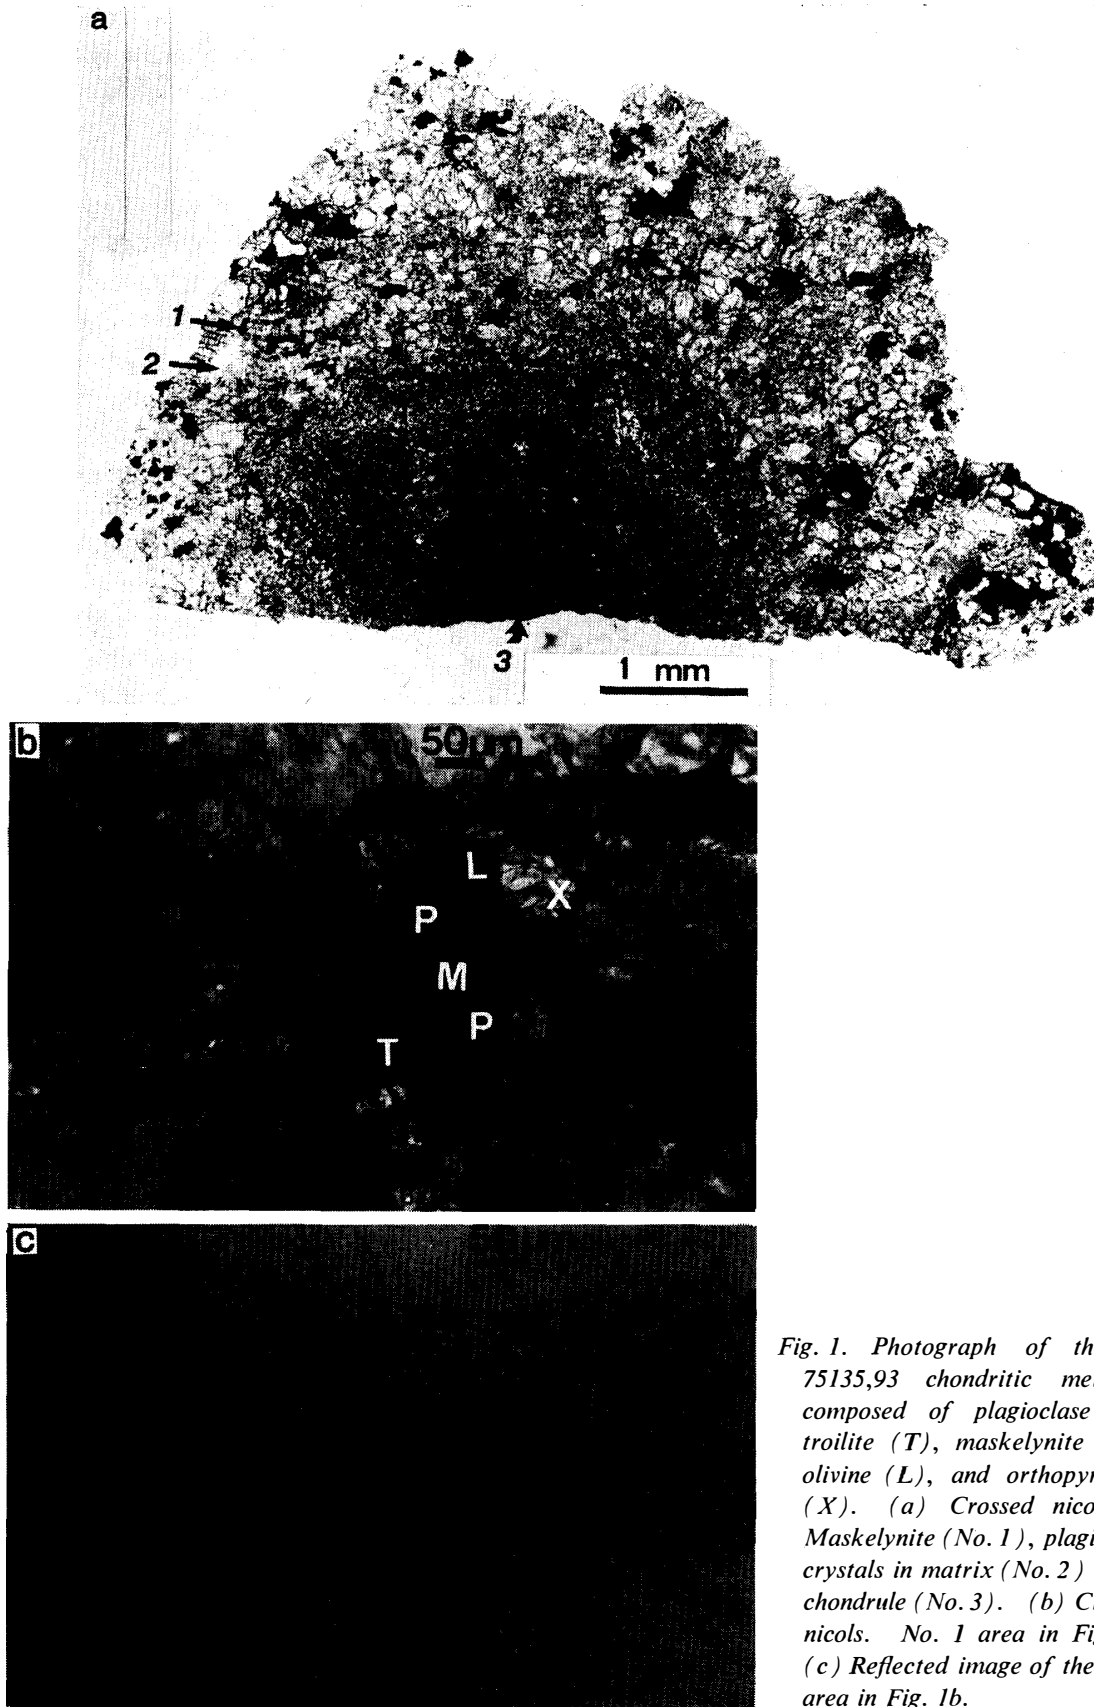 a
1
2
3
1 mm
b
50μm
L
X
P
M
P
T
c
Fig. 1. Photograph of th
75135,93 chondritic me
composed of plagioclase
troilite (T), maskelynite
olivine (L), and orthopyr
(X). (a) Crossed nico
Maskelynite (No. 1), plagi
crystals in matrix (No. 2)
chondrule (No. 3). (b) C
nicols. No. 1 area in Fig
(c) Reflected image of the
area in Fig. 1b.